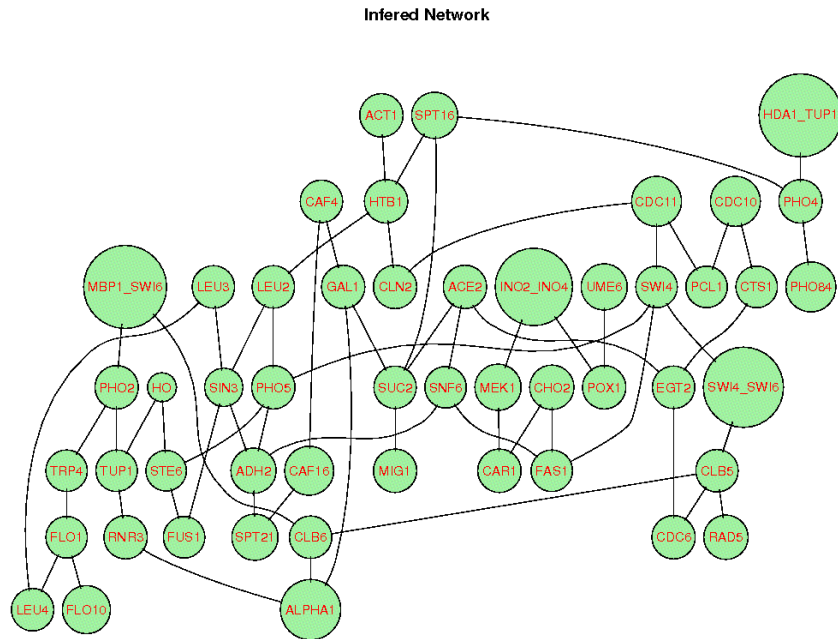 Infered Network
ACT1
SPT16
HDA1_TUP1
CAF4
HTB1
CDC11
CDC10
PHO4
MBP1_SWI6
LEU3
LEU2
GAL1
CLN2
ACE2
INO2_INO4
UME6
SWI4
PCL1
CTS1
PHO84
PHO2
HO
SIN3
PHO5
SUC2
SNF6
MEK1
CHO2
POX1
EGT2
SWI4_SWI6
TRP4
TUP1
STE6
ADH2
CAF16
MIG1
CAR1
FAS1
CLB5
FLO1
RNR3
FUS1
SPT21
CLB6
CDC6
RAD5
LEU4
FLO10
ALPHA1